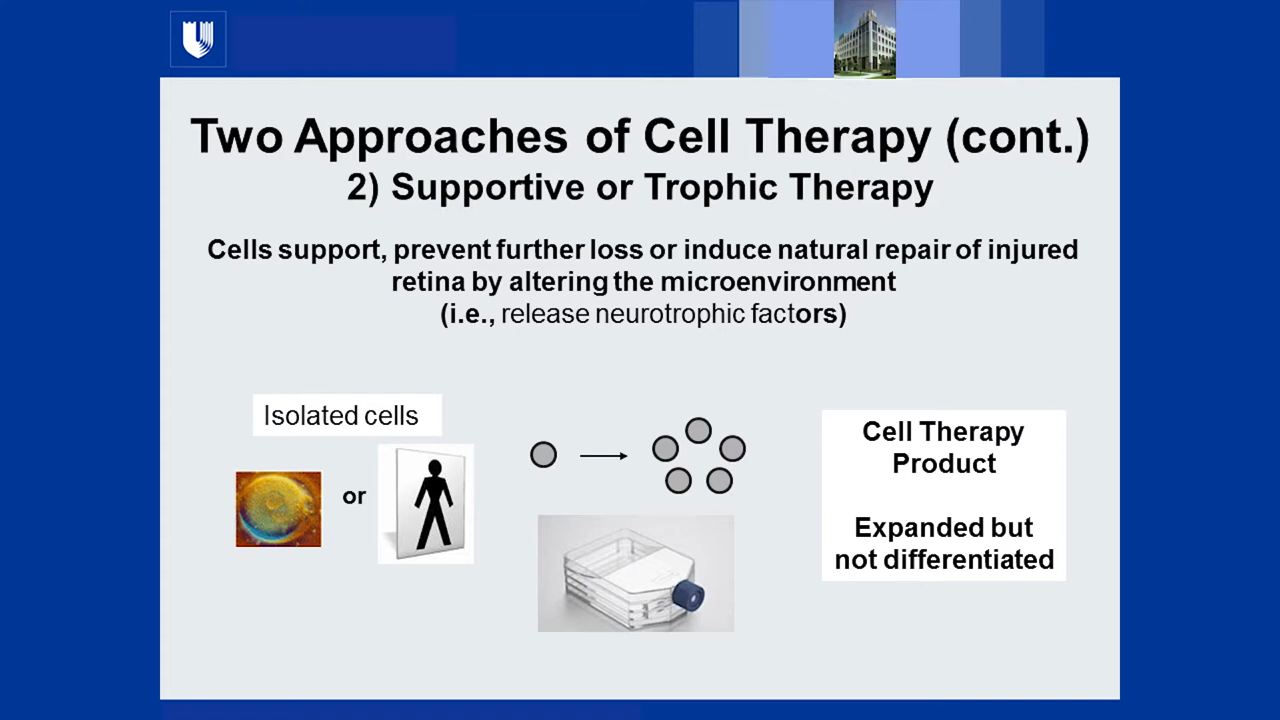 Two Approaches of Cell Therapy (cont.)
2) Supportive or Trophic Therapy
Cells support, prevent further loss or induce natural repair of injured
retina by altering the microenvironment
(i.e., release neurotrophic factors)
Isolated cells
or
Cell Therapy
Product
Expanded but
not differentiated